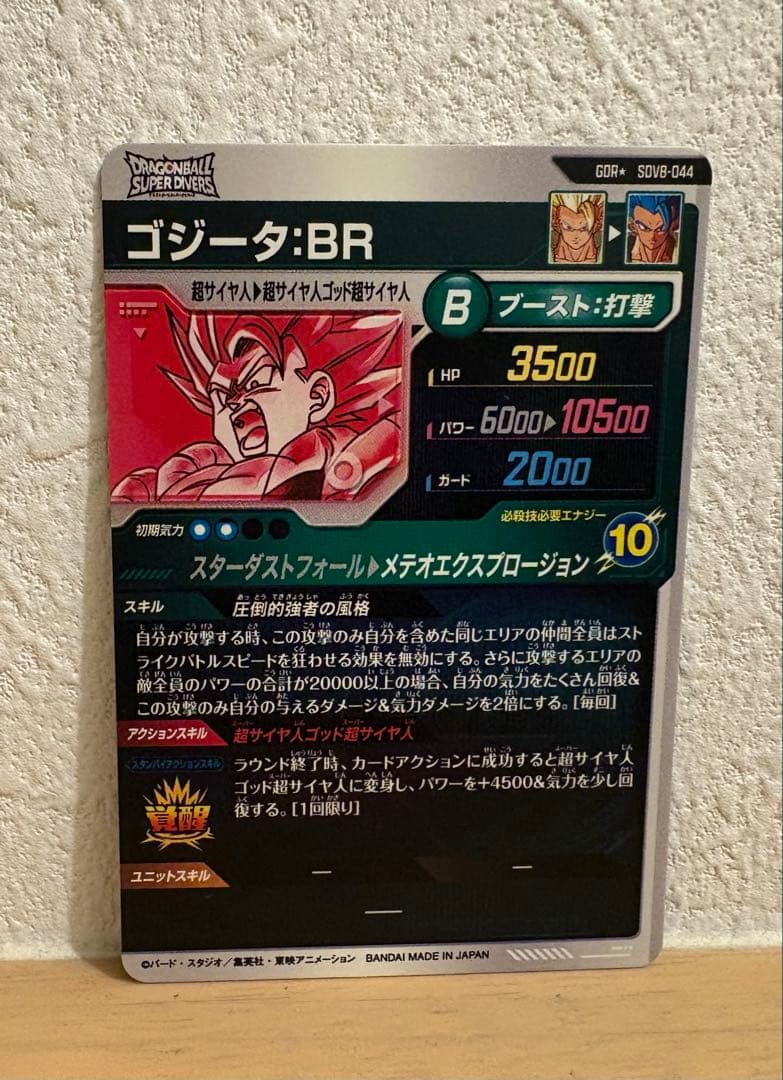 DRAGONBALL
SUPER DIVERS
GDR★ SDV8-044
ゴジータ:BR
超サイヤ人▶超サイヤ人ゴッド超サイヤ人
B ブースト:打撃
HP 3500
パワー 6000▶10500
ガード 2000
初期気力
必殺技必要エナジー
10
スターダストフォール▶メテオエクスプロージョン
スキル 圧倒的強者の風格
自分が攻撃する時、この攻撃のみ自分を含めた同じエリアの仲間全員はスト
ライクバトルスピードを狂わせる効果を無効にする。さらに攻撃するエリアの
敵全員のパワーの合計が20000以上の場合、自分の気力をたくさん回復&
この攻撃のみ自分の与えるダメージ&気力ダメージを2倍にする。[毎回]
アクションスキル 超サイヤ人ゴッド超サイヤ人
スタンバイアクションスキル
覚醒
ラウンド終了時、カードアクションに成功すると超サイヤ人
ゴッド超サイヤ人に変身し、パワーを+4500&気力を少し回
復する。[1回限り]
ユニットスキル ー ー
ー
©バード・スタジオ/集英社・東映アニメーション BANDAI MADE IN JAPAN